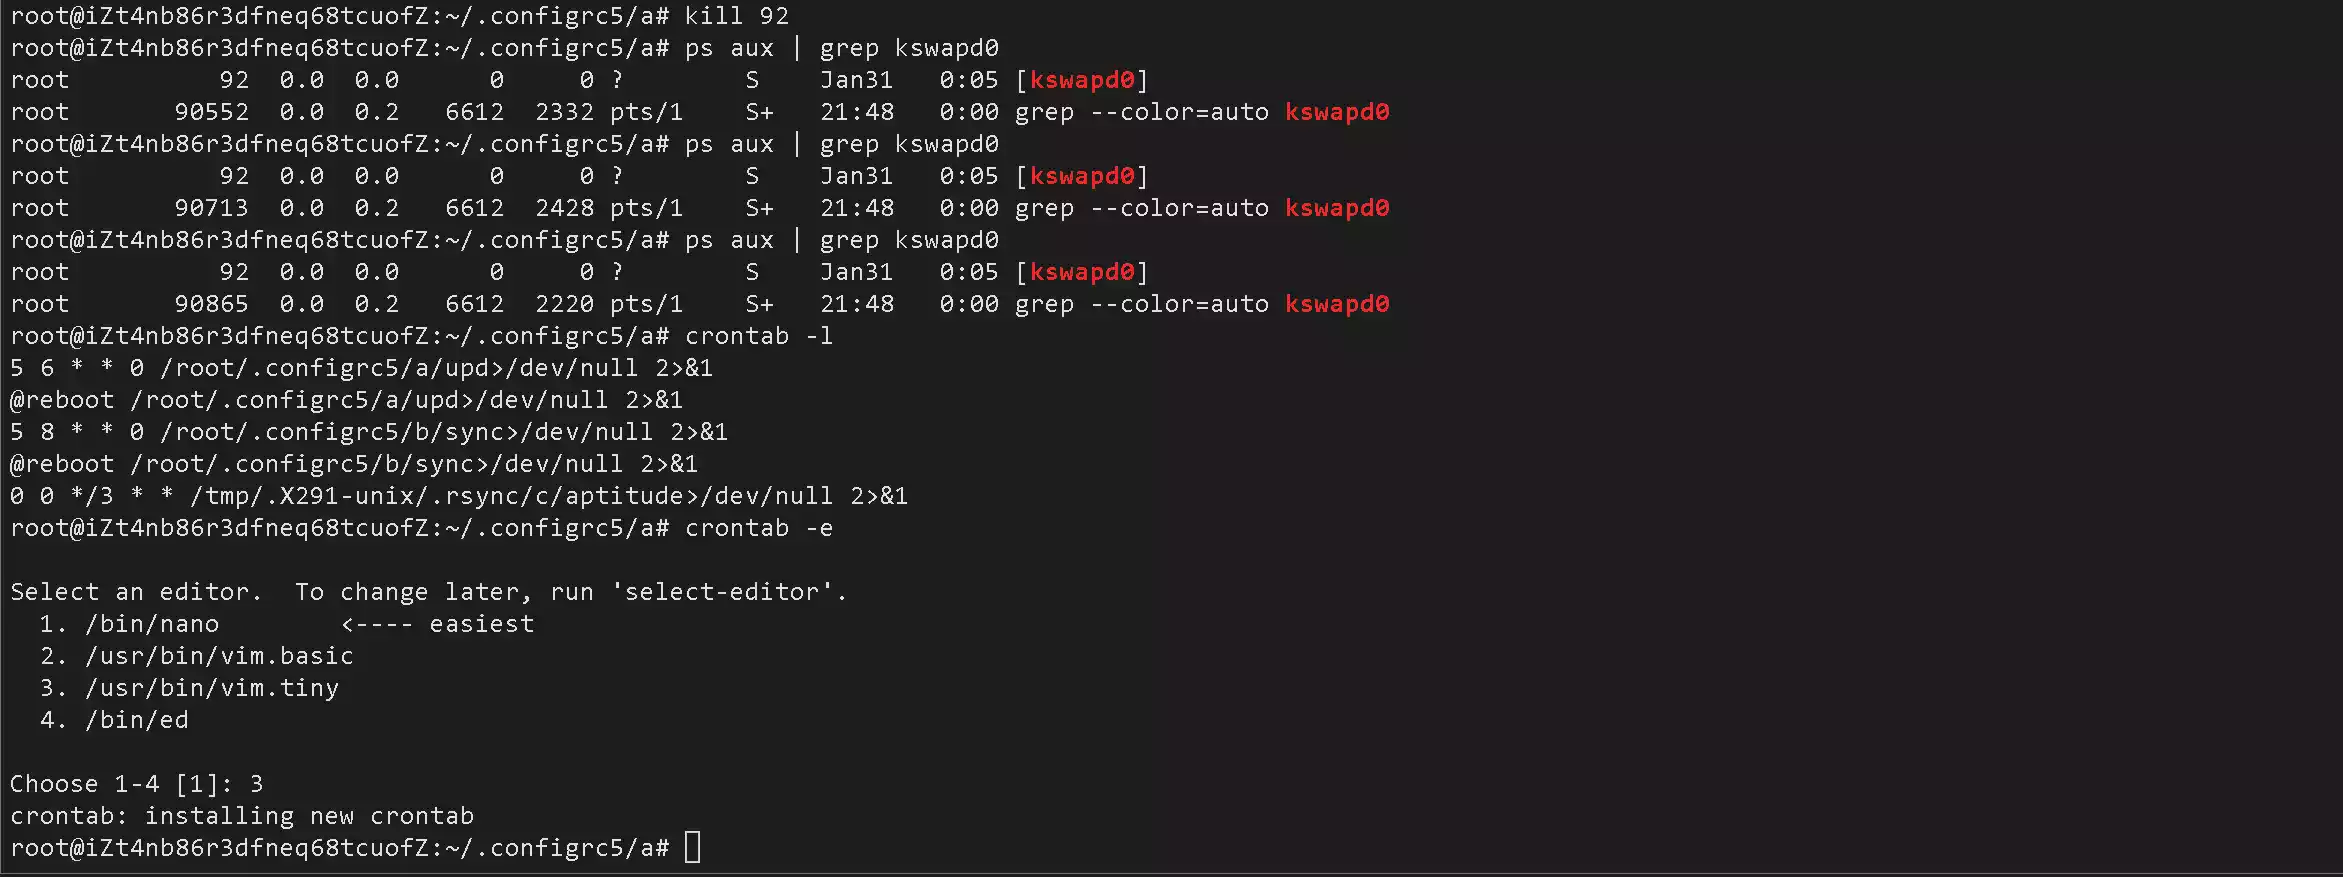 root@iZt4nb86r3dfneq68tcuofZ:~/.configrc5/a# kill 92
root@iZt4nb86r3dfneq68tcuofZ:~/.configrc5/a# ps aux | grep kswapd0
root          92  0.0  0.0      0     0 ?        S    Jan31   0:05 [kswapd0]
root       90552  0.0  0.2   6612  2332 pts/1    S+   21:48   0:00 grep --color=auto kswapd0
root@iZt4nb86r3dfneq68tcuofZ:~/.configrc5/a# ps aux | grep kswapd0
root          92  0.0  0.0      0     0 ?        S    Jan31   0:05 [kswapd0]
root       90713  0.0  0.2   6612  2428 pts/1    S+   21:48   0:00 grep --color=auto kswapd0
root@iZt4nb86r3dfneq68tcuofZ:~/.configrc5/a# ps aux | grep kswapd0
root          92  0.0  0.0      0     0 ?        S    Jan31   0:05 [kswapd0]
root       90865  0.0  0.2   6612  2220 pts/1    S+   21:48   0:00 grep --color=auto kswapd0
root@iZt4nb86r3dfneq68tcuofZ:~/.configrc5/a# crontab -l
5 6 * * 0 /root/.configrc5/a/upd>/dev/null 2>&1
@reboot /root/.configrc5/a/upd>/dev/null 2>&1
5 8 * * 0 /root/.configrc5/b/sync>/dev/null 2>&1
@reboot /root/.configrc5/b/sync>/dev/null 2>&1
0 0 */3 * * /tmp/.X291-unix/.rsync/c/aptitude>/dev/null 2>&1
root@iZt4nb86r3dfneq68tcuofZ:~/.configrc5/a# crontab -e
Select an editor.  To change later, run 'select-editor'.
  1. /bin/nano        <---- easiest
  2. /usr/bin/vim.basic
  3. /usr/bin/vim.tiny
  4. /bin/ed
Choose 1-4 [1]: 3
crontab: installing new crontab
root@iZt4nb86r3dfneq68tcuofZ:~/.configrc5/a#